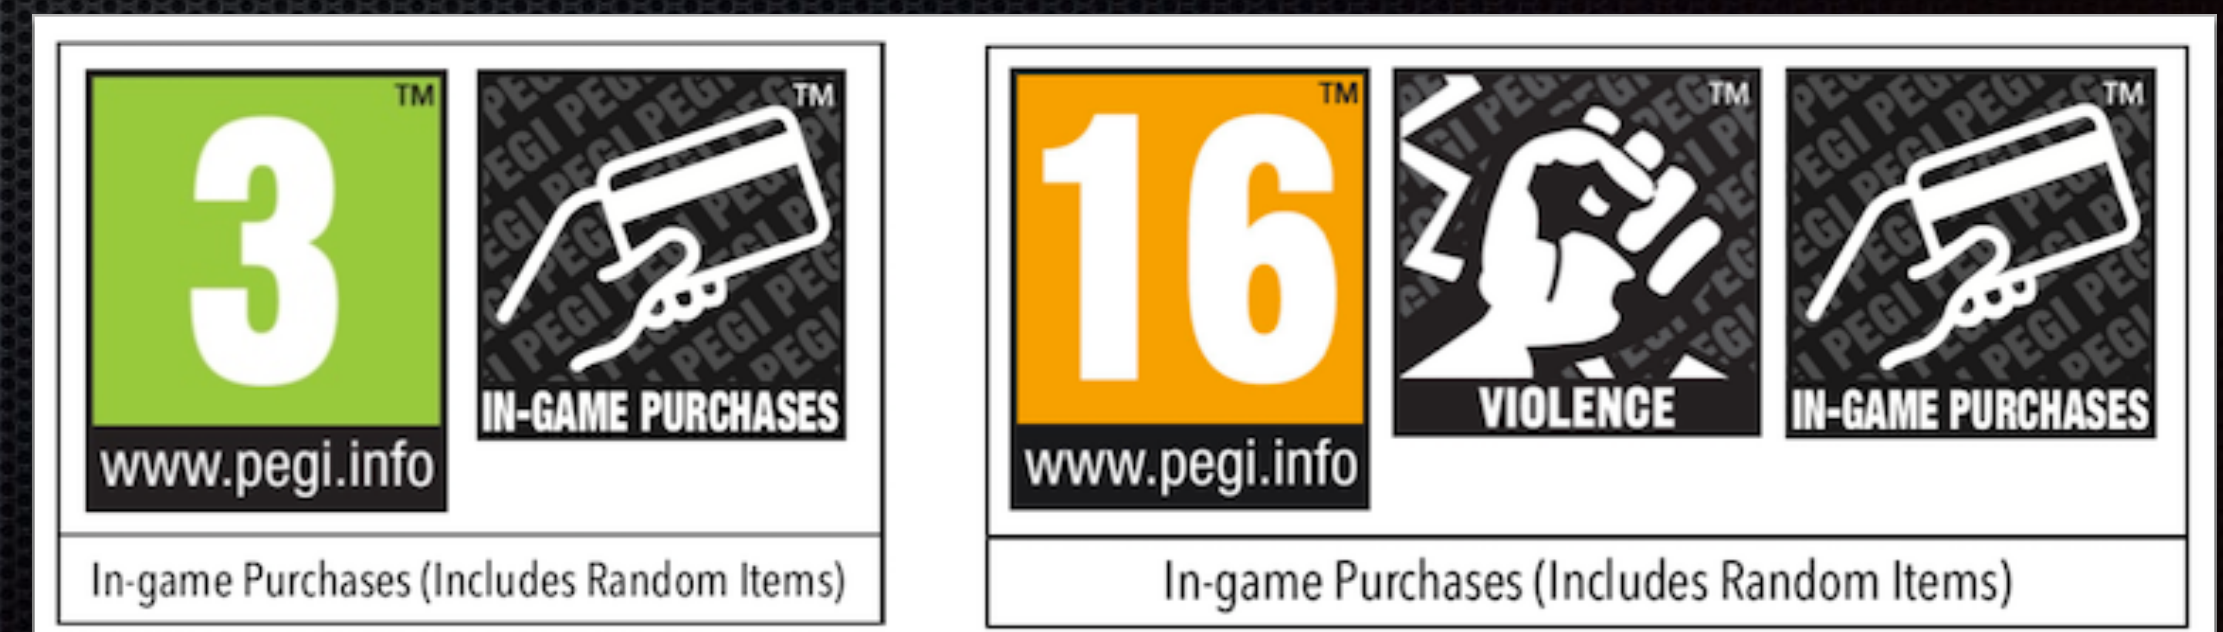 3 TM
TM
IN-GAME PURCHASES
www.pegi.info
In-game Purchases (Includes Random Items)
16 TM
TM
VIOLENCE
TM
IN-GAME PURCHASES
www.pegi.info
In-game Purchases (Includes Random Items)